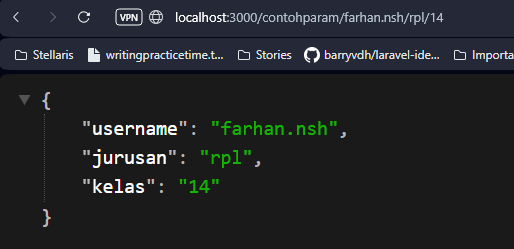 VPN localhost:3000/contohparam/farhan.nsh/rpl/14
Stellaris writingpracticetime.t... Stories barryvdh/laravel-ide... Importa
{
"username": "farhan.nsh",
"jurusan": "rpl",
"kelas": "14"
}